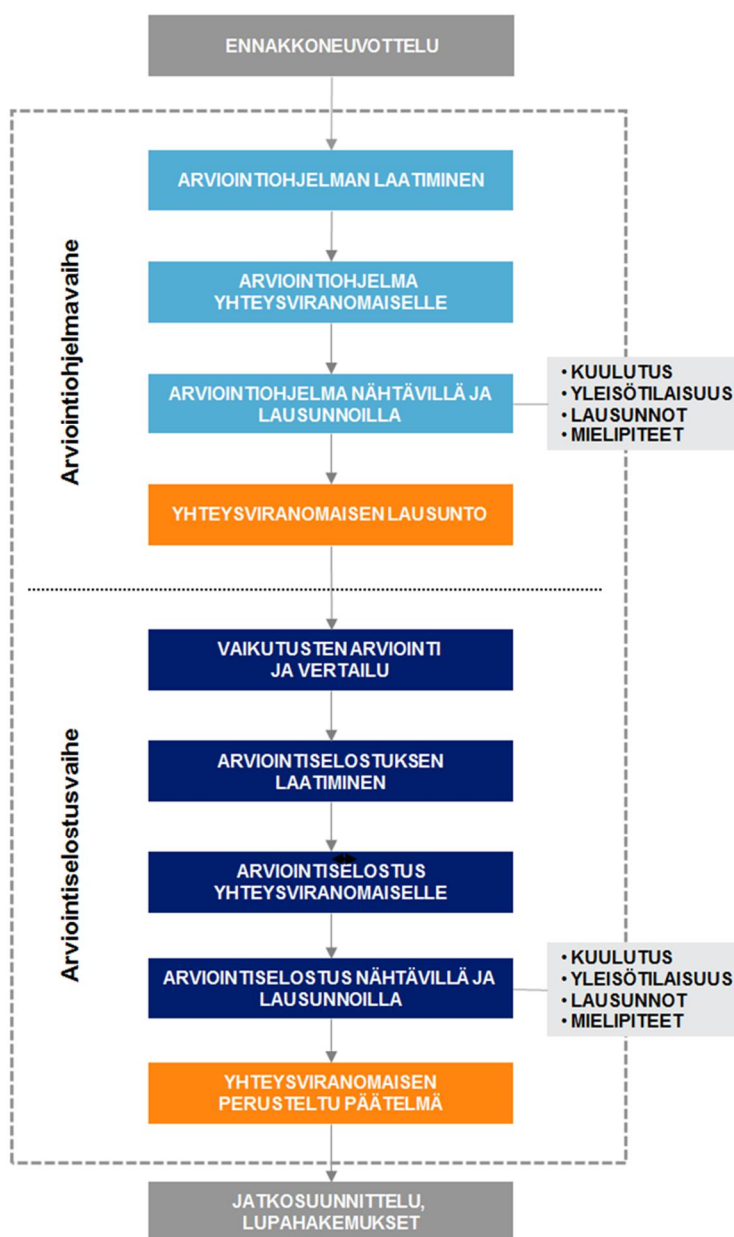 ENNAKKONEUVOTTELU
Arviointiohjelmavaihe
ARVIOINTIOHJELMAN LAATIMINEN
ARVIOINTIOHJELMA
YHTEYSVIRANOMAISELLE
ARVIOINTIOHJELMA NÄHTÄVILLÄ JA
LAUSUNNOILLA
• KUULUTUS
• YLEISÖTILAISUUS
• LAUSUNNOT
• MIELIPITEET
YHTEYSVIRANOMAISEN LAUSUNTO
Arviointiselostusvaihe
VAIKUTUSTEN ARVIOINTI
JA VERTAILU
ARVIOINTISELOSTUKSEN
LAATIMINEN
ARVIOINTISELOSTUS
YHTEYSVIRANOMAISELLE
ARVIOINTISELOSTUS NÄHTÄVILLÄ JA
LAUSUNNOILLA
• KUULUTUS
• YLEISÖTILAISUUS
• LAUSUNNOT
• MIELIPITEET
YHTEYSVIRANOMAISEN
PERUSTELTU PÄÄTELMÄ
JATKOSUUNNITTELU,
LUPAHAKEMUKSET